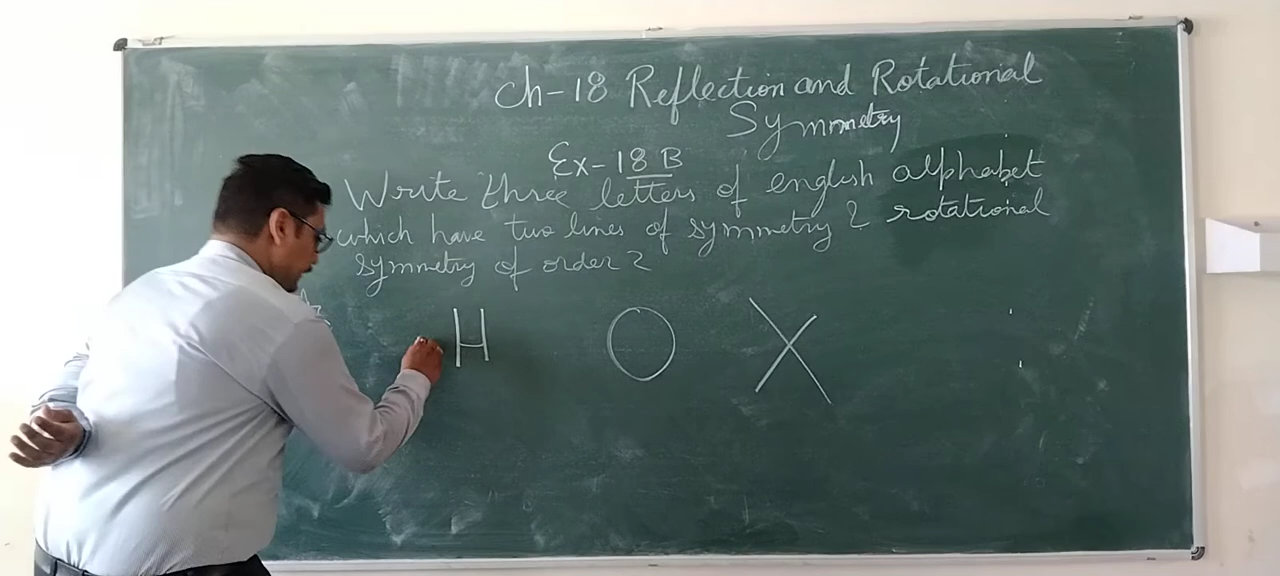 Ch-18 Reflection and Rotational
Symmetry
Ex-18 B
Write three letters of english alphabet
which have two lines of symmetry & rotational
symmetry of order 2
H O X